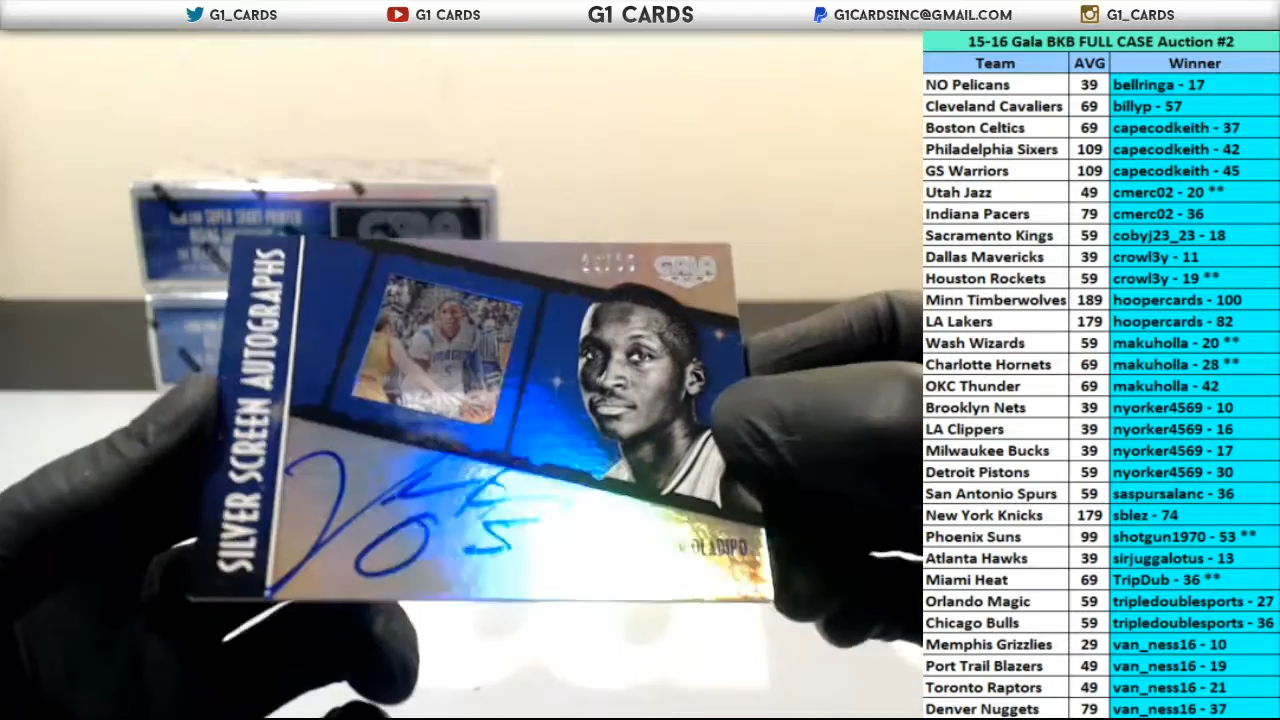 G1_CARDS
G1 CARDS
G1 CARDS
G1CARDSINC@GMAIL.COM
G1_CARDS
15-16 Gala BKB FULL CASE Auction #2
Team AVG Winner
NO Pelicans 39 bellringa - 17
Cleveland Cavaliers 69 billyp - 57
Boston Celtics 69 capecodkeith - 37
Philadelphia Sixers 109 capecodkeith - 42
GS Warriors 109 capecodkeith - 45
Utah Jazz 49 cmerc02 - 20 **
Indiana Pacers 79 cmerc02 - 36
Sacramento Kings 59 cobyj23_23 - 18
Dallas Mavericks 39 crowl3y - 11
Houston Rockets 59 crowl3y - 19 **
Minn Timberwolves 189 hoopercards - 100
LA Lakers 179 hoopercards - 82
Wash Wizards 59 makuholla - 20 **
Charlotte Hornets 69 makuholla - 28 **
OKC Thunder 69 makuholla - 42
Brooklyn Nets 39 nyorker4569 - 10
LA Clippers 39 nyorker4569 - 16
Milwaukee Bucks 39 nyorker4569 - 17
Detroit Pistons 59 nyorker4569 - 30
San Antonio Spurs 59 saspursalanc - 36
New York Knicks 179 sblez - 74
Phoenix Suns 99 shotgun1970 - 53 **
Atlanta Hawks 39 sirjuggalotus - 13
Miami Heat 69 TripDub - 36 **
Orlando Magic 59 tripledoublesports - 27
Chicago Bulls 59 tripledoublesports - 36
Memphis Grizzlies 29 van_ness16 - 10
Port Trail Blazers 49 van_ness16 - 19
Toronto Raptors 49 van_ness16 - 21
Denver Nuggets 79 van_ness16 - 37
SILVER SCREEN AUTOGRAPHS
GALA
OLADIPO